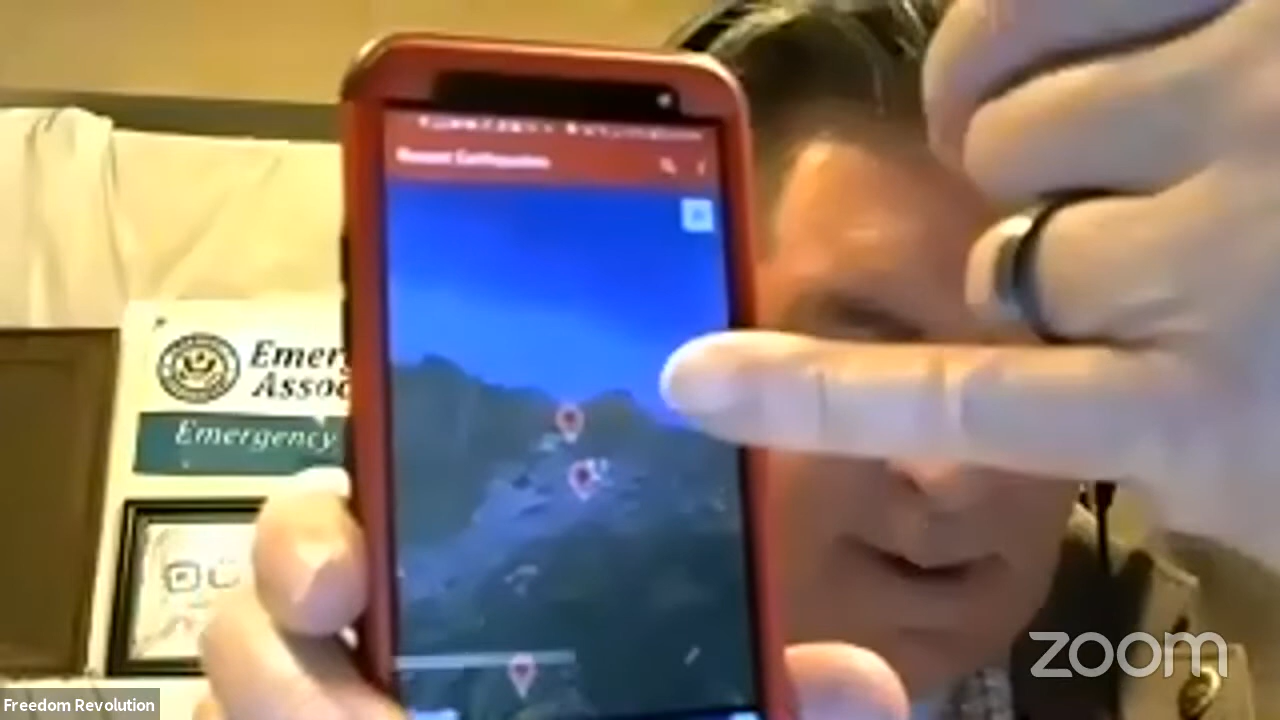 Recent Earthquakes
Emer
Assoc
Emergency
zoom
Freedom Revolution